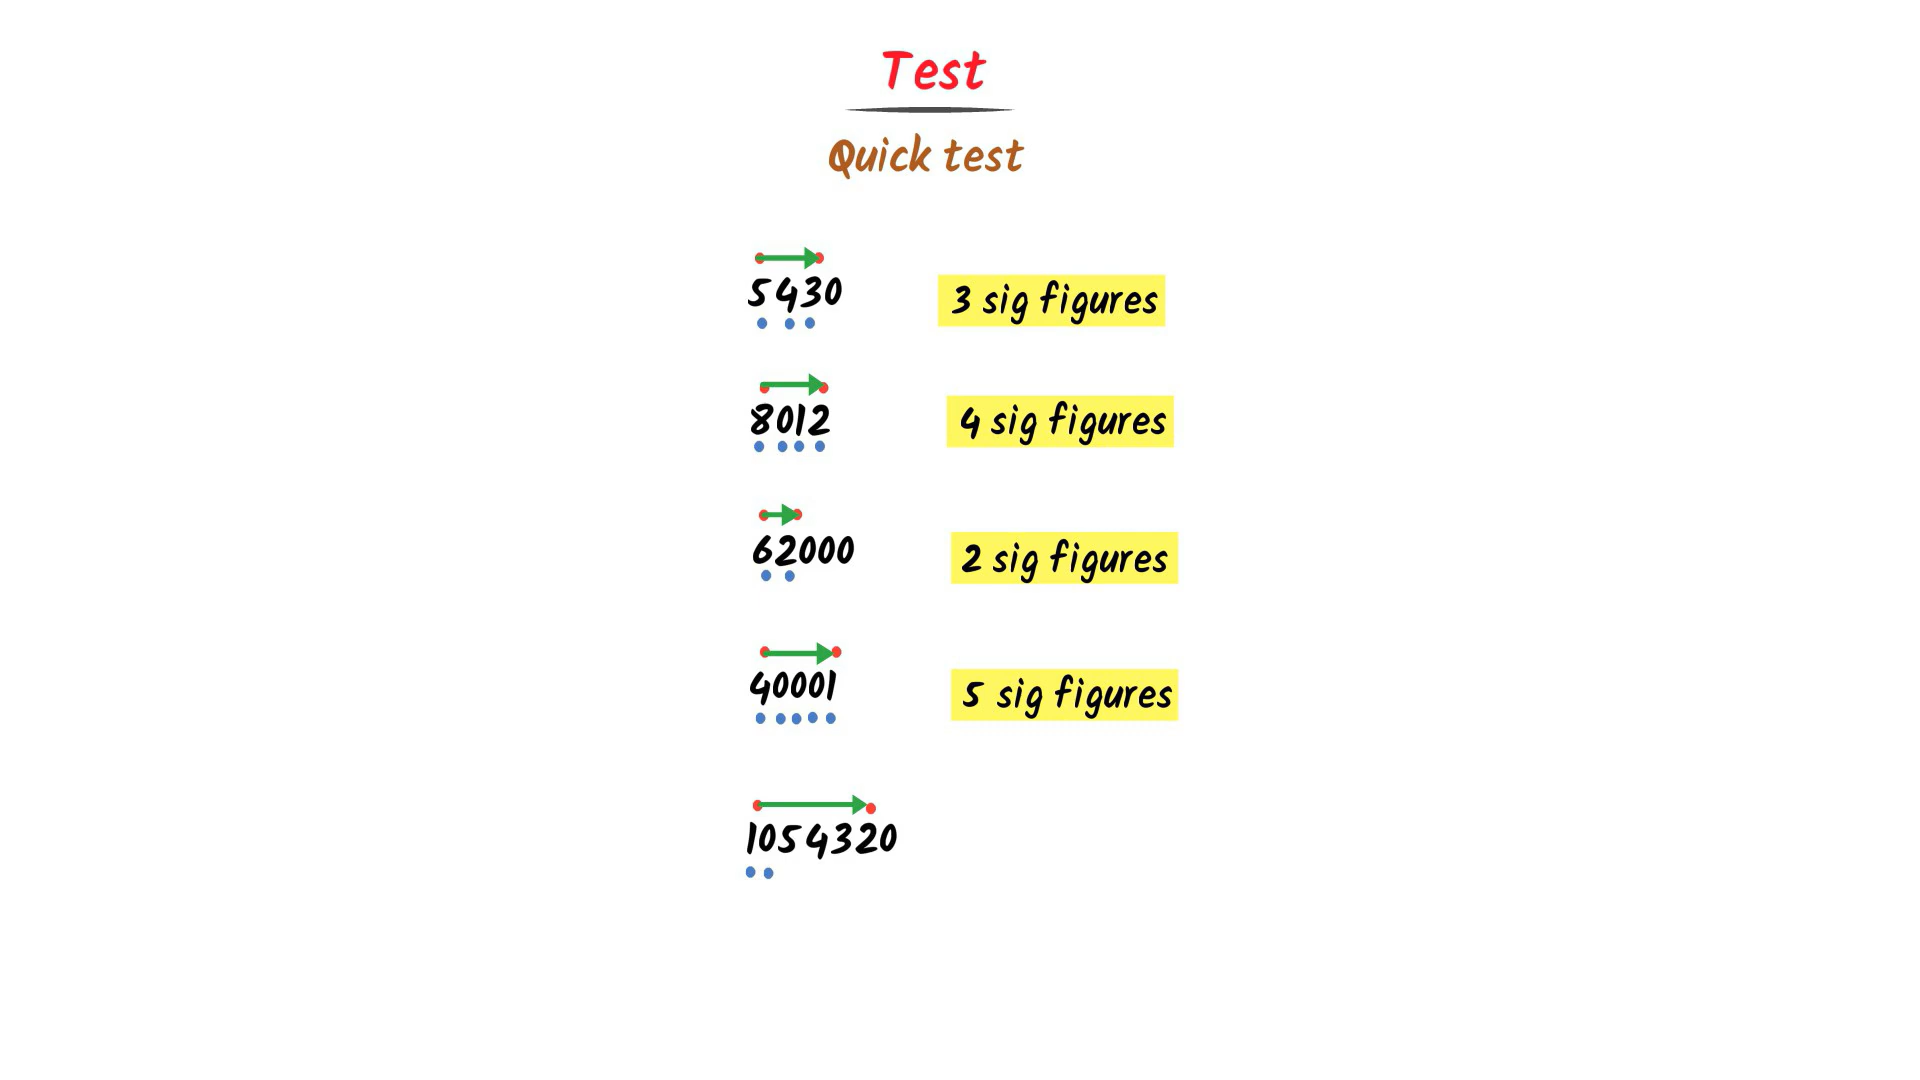 Test
Quick test
5430 3 sig figures
8012 4 sig figures
62000 2 sig figures
40001 5 sig figures
1054320